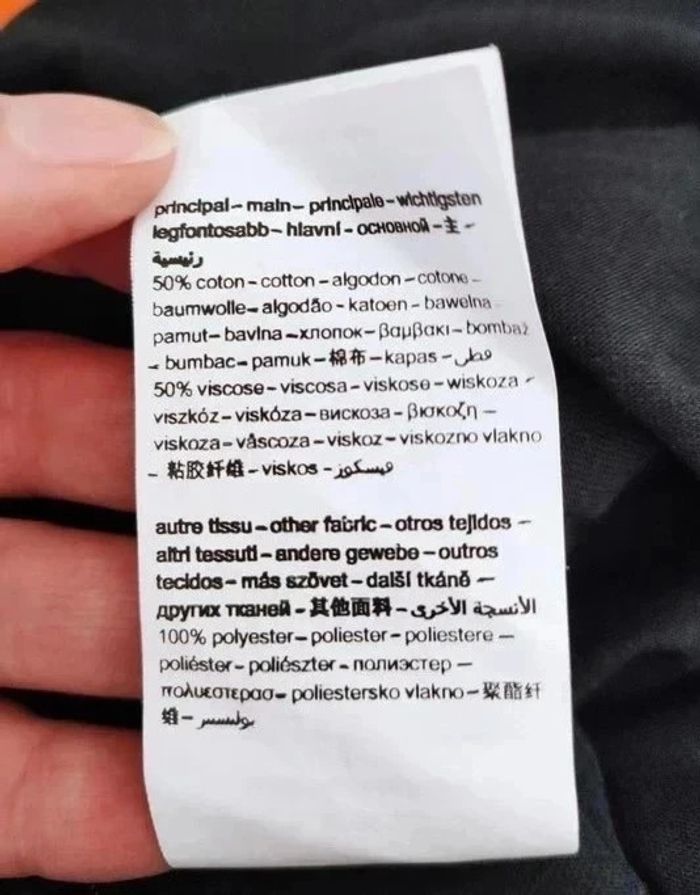 principal – main – principale – wichtigsten
legfontosabb – hlavní – основной – 主 –
رئيسية
50% coton – cotton – algodon – cotone –
baumwolle – algodão - katoen – bawelna
pamut – bavlna – хлопок – βαμβακι – bombaž
– bumbac – pamuk – 棉布 – kapas – قطن
50% viscose – viscosa – viskose – wiskoza –
viszkóz – viskóza – вискоза – βισκοζη –
viskoza – vâscoza – viskoz – viskozno vlakno
– 粘胶纤维 – viskos – فيسكوز
autre tissu – other fabric – otros tejidos –
altri tessuti – andere gewebe – outros
tecidos – más szövet – další tkáně –
других тканей – 其他面料 – الأنسجة الأخرى
100% polyester – poliester – poliestere –
poliéster – poliészter – полиэстер –
πολυεστερασ – poliestersko vlakno – 聚酯纤
维 – بوليستر